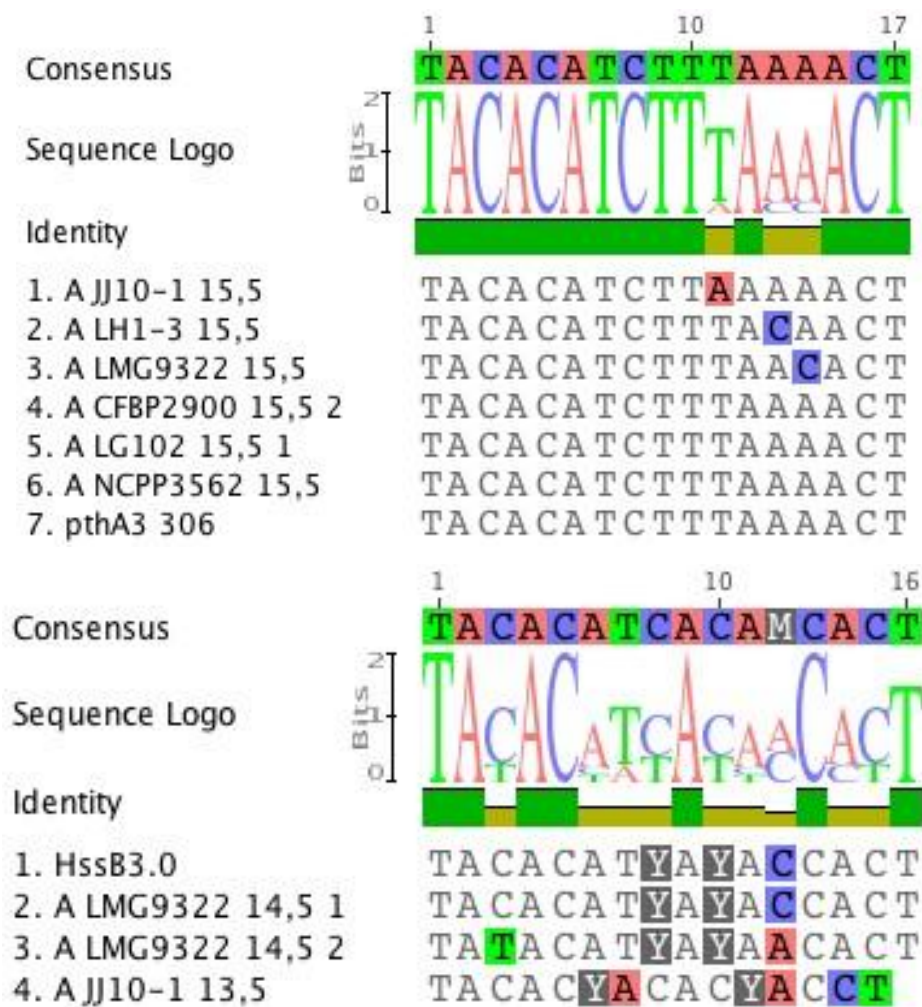 1 10 17
Consensus TACACATCTTTAAAACT
Sequence Logo Bits 2 1 0 TACACATCTTTAAAACT
Identity
1. A JJ10-1 15,5 TACACATCTTAAAAACT
2. A LH1-3 15,5 TACACATCTTTACAACT
3. A LMG9322 15,5 TACACATCTTTAACACT
4. A CFBP2900 15,5 2 TACACATCTTTAAAACT
5. A LG102 15,5 1 TACACATCTTTAAAACT
6. A NCPP3562 15,5 TACACATCTTTAAAACT
7. pthA3 306 TACACATCTTTAAAACT
1 10 16
Consensus TACACATCACAMCACT
Sequence Logo Bits 2 1 0 TACACATCACAACACT
Identity
1. HssB3.0 TACACATYAYACCACT
2. A LMG9322 14,5 1 TACACATYAYACCACT
3. A LMG9322 14,5 2 TATACATYAYAACACT
4. A JJ10-1 13,5 TACACYACACYACCT